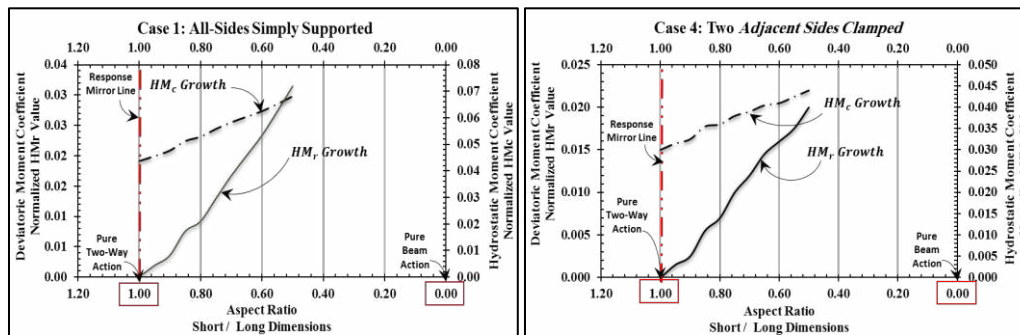 Case 1: All-Sides Simply Supported
1.20 1.00 0.80 0.60 0.40 0.20 0.00
Deviatoric Moment Coefficient
Normalized HMr Value
0.04
0.03
0.03
0.02
0.02
0.01
0.01
0.00
Response
Mirror Line
HMc Growth
HMr Growth
Pure
Two-Way
Action
Pure
Beam
Action
0.08
0.07
0.06
0.05
0.04
0.03
0.02
0.01
0.00
Hydrostatic Moment Coefficient
Normalized HMc Value
1.20 1.00 0.80 0.60 0.40 0.20 0.00
Aspect Ratio
Short / Long Dimensions
Case 4: Two Adjacent Sides Clamped
1.20 1.00 0.80 0.60 0.40 0.20 0.00
Deviatoric Moment Coefficient
Normalized HMr Value
0.025
0.020
0.015
0.010
0.005
0.000
Response
Mirror Line
HMc Growth
HMr Growth
Pure
Two-Way
Action
Pure
Beam
Action
0.050
0.045
0.040
0.035
0.030
0.025
0.020
0.015
0.010
0.005
0.000
Hydrostatic Moment Coefficient
1.20 1.00 0.80 0.60 0.40 0.20 0.00
Aspect Ratio
Short / Long Dimensions